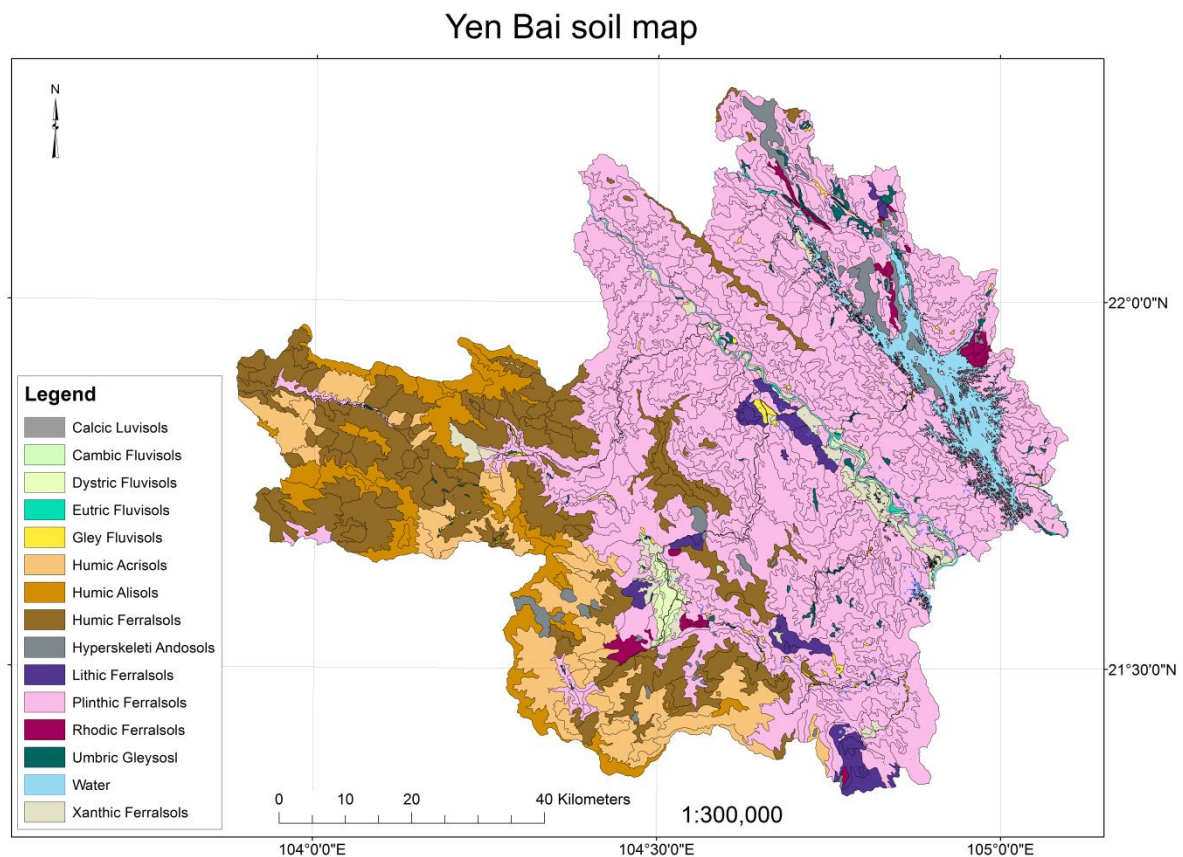 Yen Bai soil map
N
22°0'0"N
Legend
Calcic Luvisols
Cambic Fluvisols
Dystric Fluvisols
Eutric Fluvisols
Gley Fluvisols
Humic Acrisols
Humic Alisols
Humic Ferralsols
Hyperskeleti Andosols
Lithic Ferralsols
Plinthic Ferralsols
Rhodic Ferralsols
Umbric Gleysosl
Water
Xanthic Ferralsols
21°30'0"N
0 10 20 40 Kilometers
1:300,000
104°0'0"E 104°30'0"E 105°0'0"E